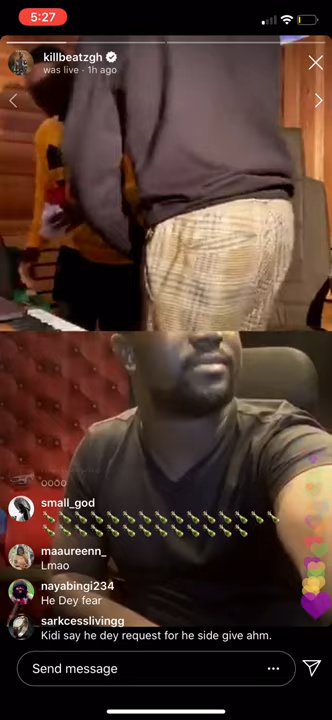 5:27
killbeatzgh
was live · 1h ago
oooo
small_god
maaureenn_
Lmao
nayabingi234
He Dey fear
sarkcesslivingg
Kidi say he dey request for he side give ahm.
Send message